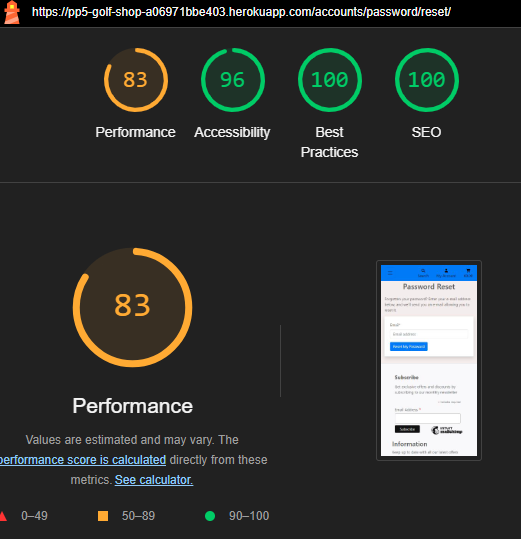 https://pp5-golf-shop-a06971bbe403.herokuapp.com/accounts/password/reset/
83
96
100
100
Performance
Accessibility
Best
Practices
SEO
83
Performance
Values are estimated and may vary. The
performance score is calculated directly from these
metrics. See calculator.
0–49
50–89
90–100
Password Reset
Forgotten your password? Enter your e-mail address
below, and we'll send you an e-mail allowing you to
Email*
Email address
Reset My Password
Subscribe
Get exclusive offers and discounts by
subscribing to our monthly newsletter
Email Address *
Subscribe
intuit
mailchimp
Information